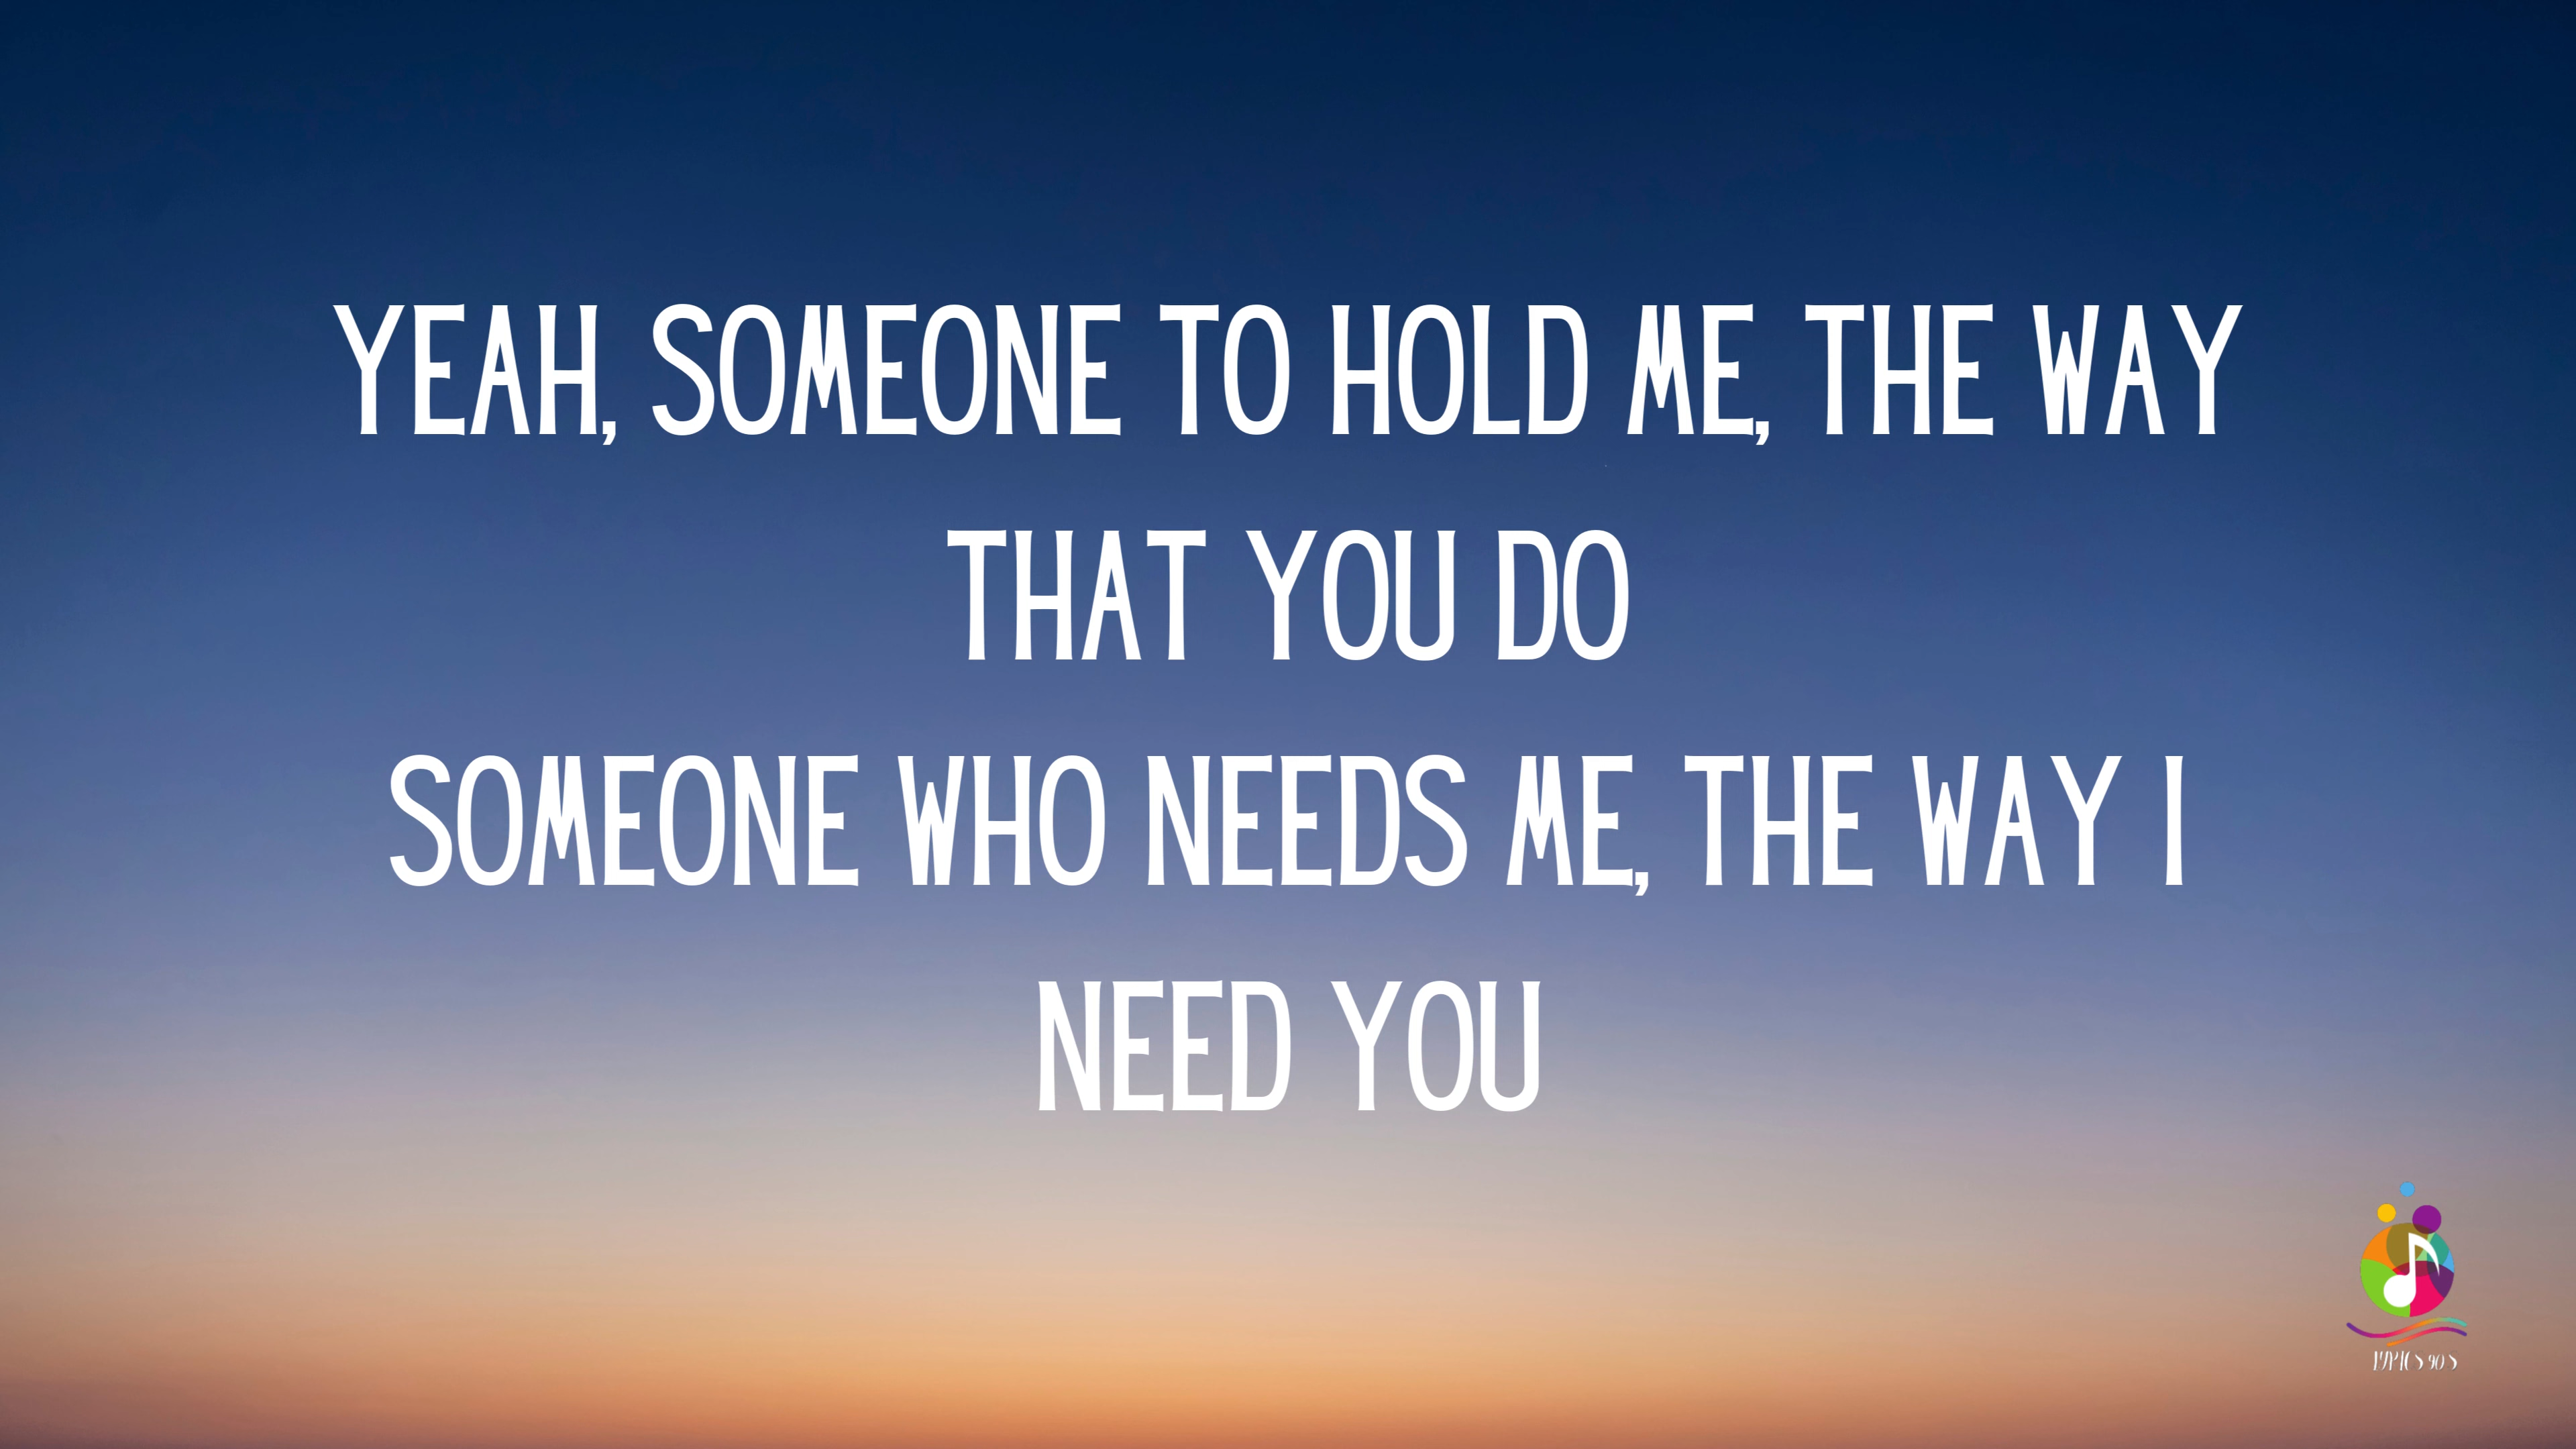 YEAH, SOMEONE TO HOLD ME, THE WAY
THAT YOU DO
SOMEONE WHO NEEDS ME, THE WAY I
NEED YOU